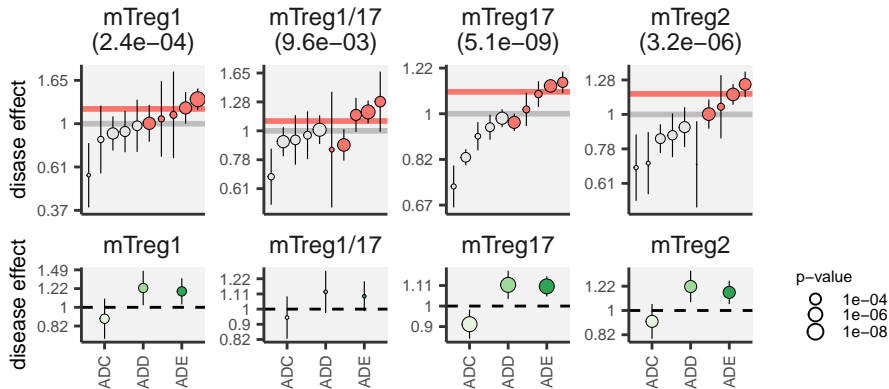 mTreg1
(2.4e−04)
mTreg1/17
(9.6e−03)
mTreg17
(5.1e−09)
mTreg2
(3.2e−06)
disase effect
1.65
1
0.61
0.37
1.65
1.28
1
0.78
0.61
1.22
1
0.82
0.67
1.28
1
0.78
0.61
mTreg1
mTreg1/17
mTreg17
mTreg2
disease effect
1.49
1.22
1
0.82
1.22
1.11
1
0.9
0.82
1.11
1
0.9
1.22
1
0.82
ADC
ADD
ADE
ADC
ADD
ADE
ADC
ADD
ADE
ADC
ADD
ADE
p−value
1e−04
1e−06
1e−08